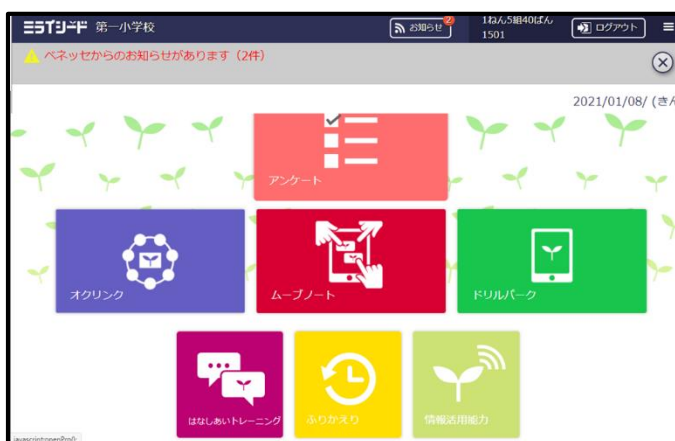 ミライシード 第一小学校
お知らせ 2
1ねん5組40ばん
1501
ログアウト
ベネッセからのお知らせがあります（2件）
2021/01/08/ (きん
アンケート
オクリンク
ムーブノート
ドリルパーク
はなしあいトレーニング
ふりかえり
情報活用能力